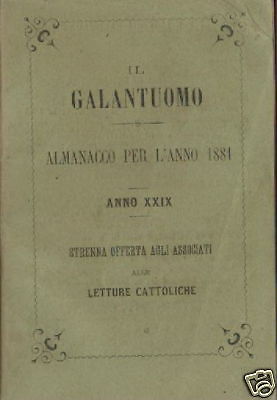 IL
GALANTUOMO
ALMANACCO PER L'ANNO 1881
ANNO XXIX
STRENNA OFFERTA AGLI ASSOCIATI
ALLE
LETTURE CATTOLICHE